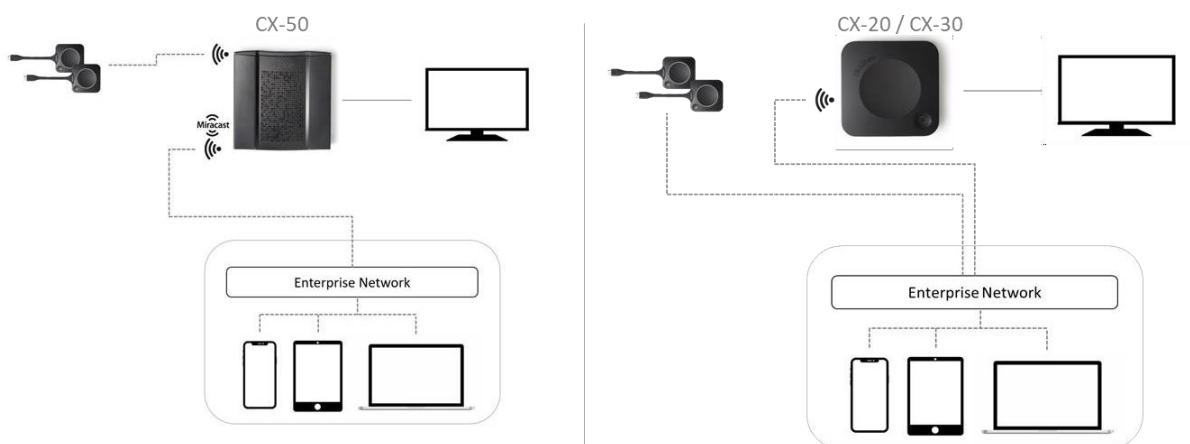 CX-50
Miracast
Enterprise Network
CX-20 / CX-30
Enterprise Network